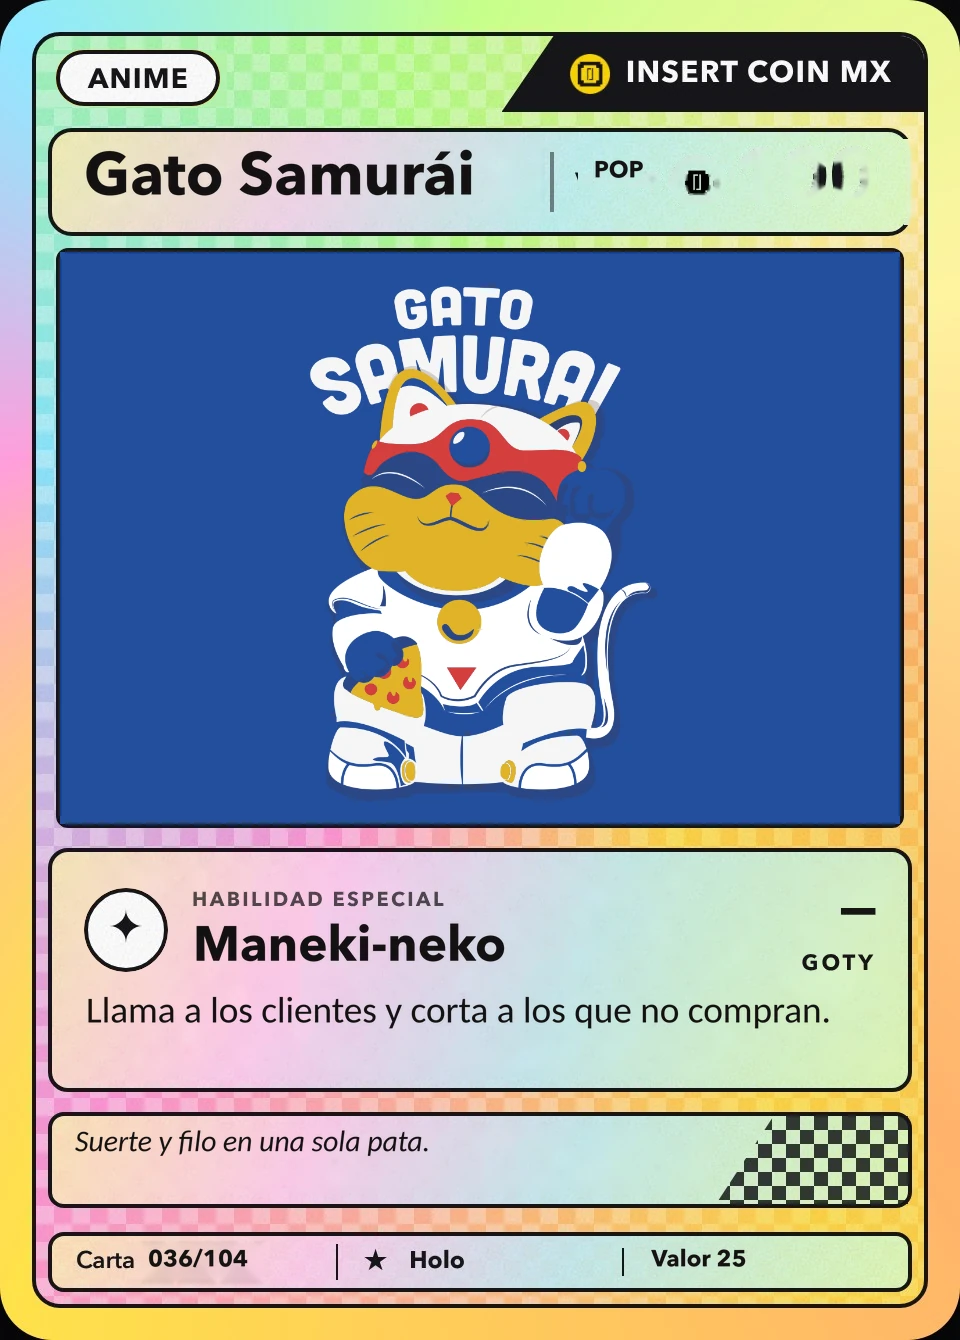 ANIME
INSERT COIN MX
Gato Samurái
POP
GATO
SAMURAI
HABILIDAD ESPECIAL
Maneki-neko
—
GOTY
Llama a los clientes y corta a los que no compran.
Suerte y filo en una sola pata.
Carta 036/104
★ Holo
Valor 25